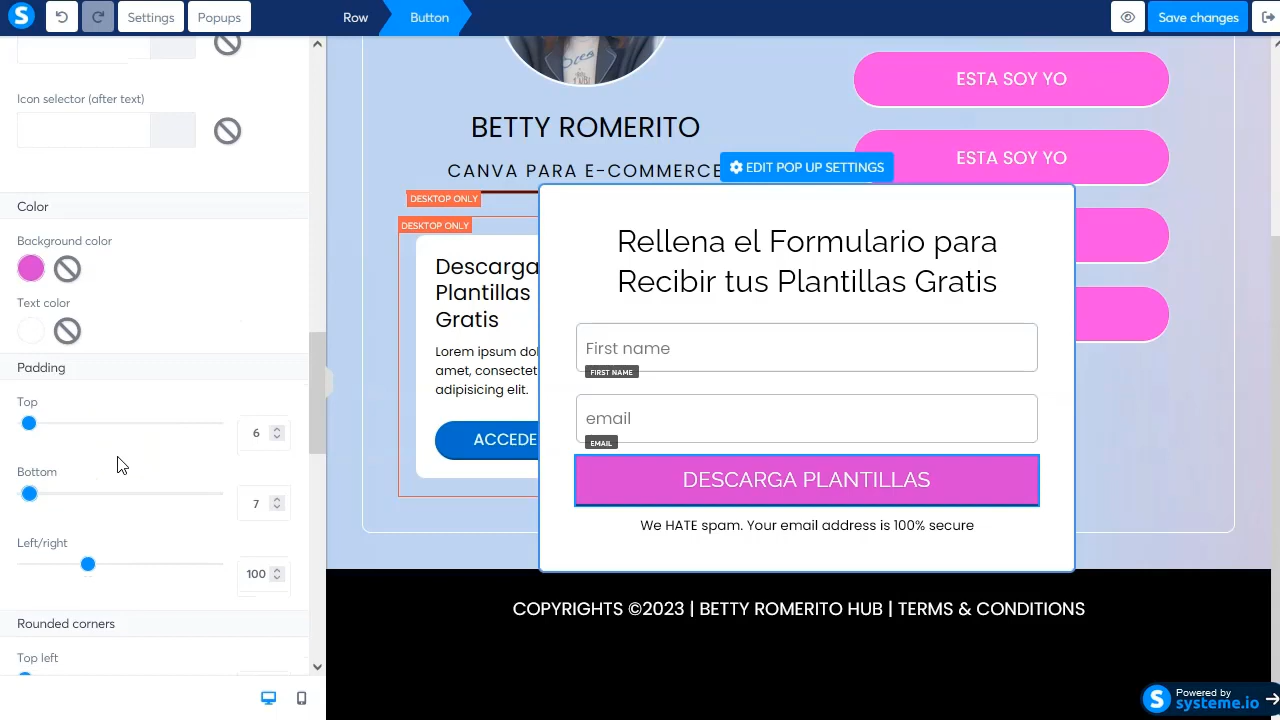 S
Settings
Popups
Row
Button
Save changes
Icon selector (after text)
Color
Background color
Text color
Padding
Top
6
Bottom
7
Left/right
100
Rounded corners
Top left
ESTA SOY YO
BETTY ROMERITO
ESTA SOY YO
CANVA PARA E-COMMERCE
EDIT POP UP SETTINGS
DESKTOP ONLY
DESKTOP ONLY
Descarga
Plantillas
Gratis
Lorem ipsum dol
amet, consectet
adipisicing elit.
ACCEDE
Rellena el Formulario para
Recibir tus Plantillas Gratis
First name
FIRST NAME
email
EMAIL
DESCARGA PLANTILLAS
We HATE spam. Your email address is 100% secure
COPYRIGHTS ©2023 | BETTY ROMERITO HUB | TERMS & CONDITIONS
S
Powered by
systeme.io